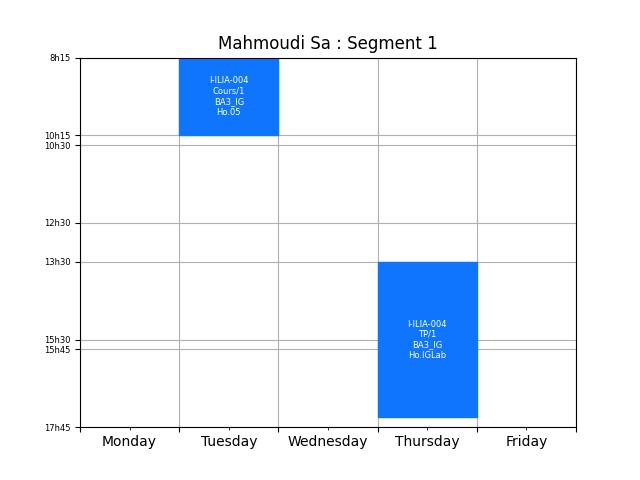 Mahmoudi Sa : Segment 1
8h15
10h15
10h30
12h30
13h30
15h30
15h45
17h45
I-ILIA-004
Cours/1
BA3_IG
Ho.05
I-ILIA-004
TP/1
BA3_IG
Ho.IGLab
Monday
Tuesday
Wednesday
Thursday
Friday